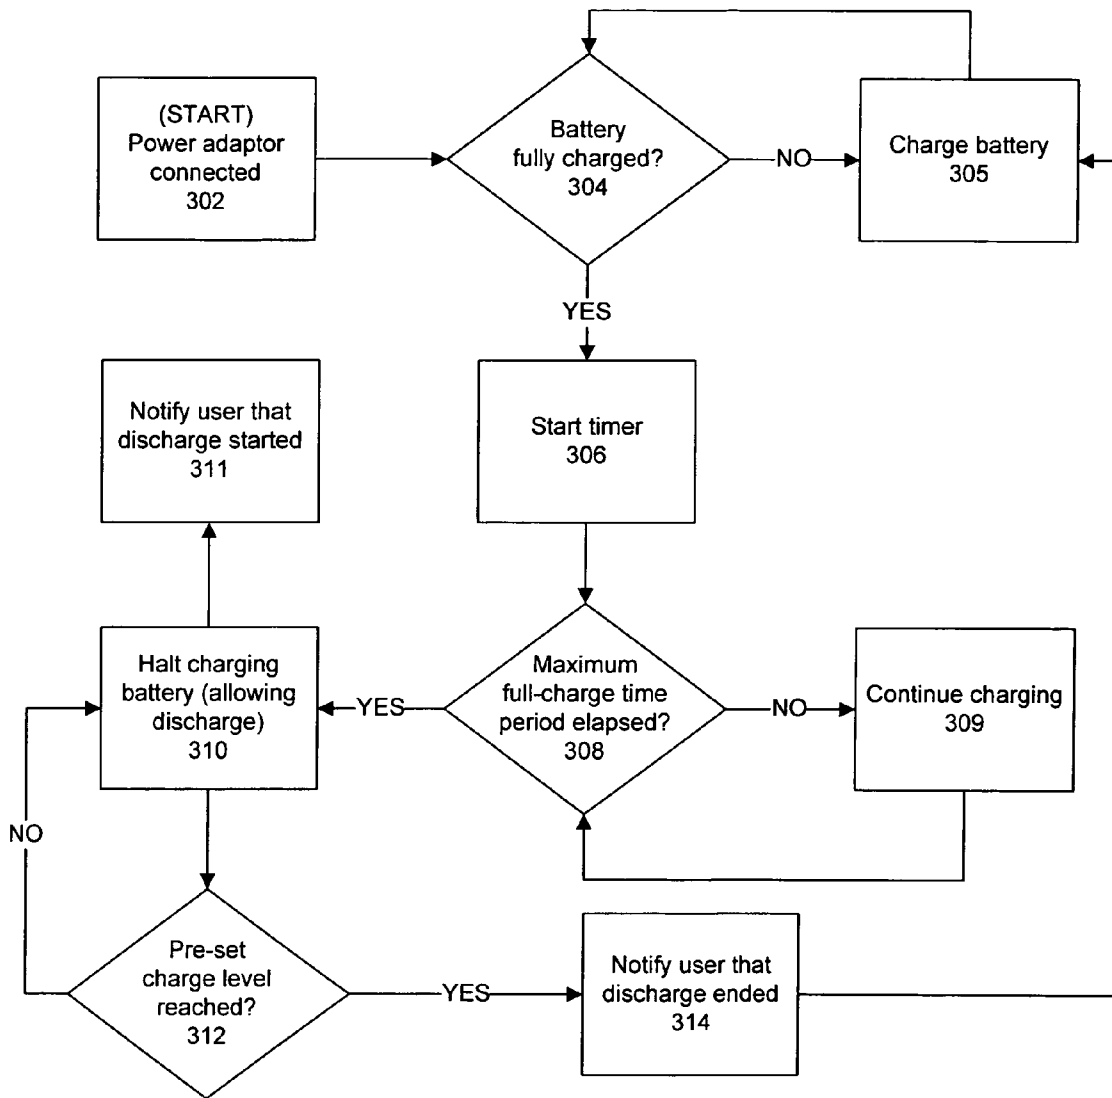 (START)
Power adaptor
connected
302
Battery
fully charged?
304
NO
Charge battery
305
YES
Notify user that
discharge started
311
Start timer
306
Halt charging
battery (allowing
discharge)
310
YES
Maximum
full-charge time
period elapsed?
308
NO
Continue charging
309
NO
Pre-set
charge level
reached?
312
YES
Notify user that
discharge ended
314